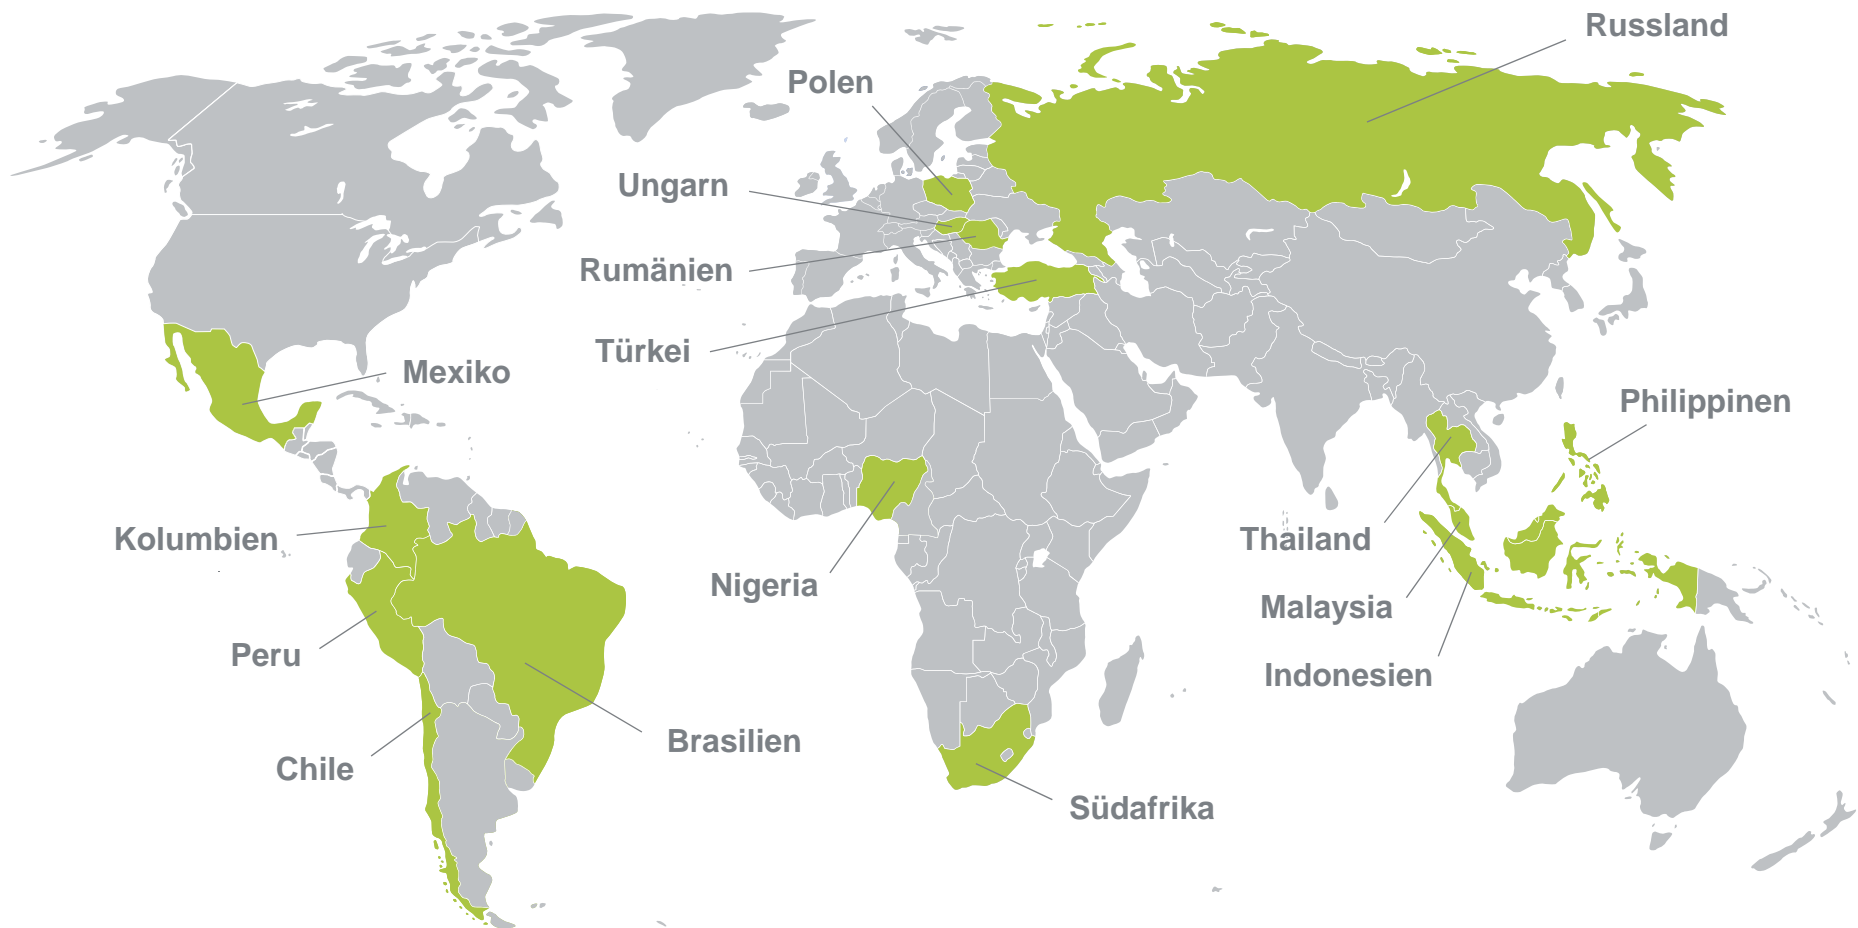 Russland
Polen
Ungarn
Rumänien
Türkei
Mexiko
Philippinen
Kolumbien
Thailand
Nigeria
Malaysia
Peru
Indonesien
Brasilien
Chile
Südafrika